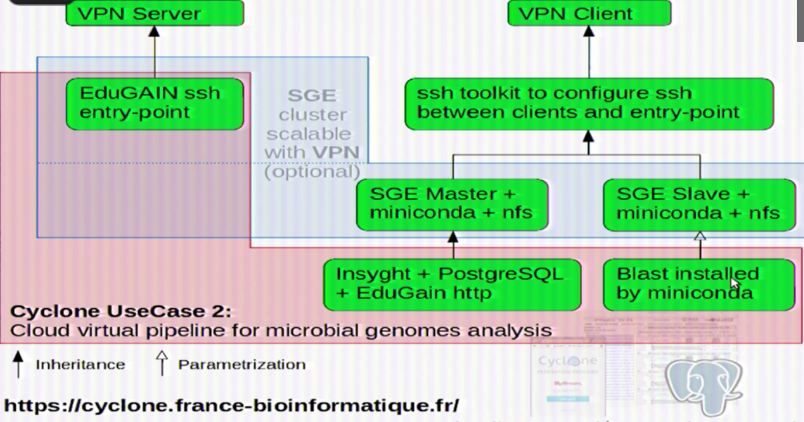 VPN Server
VPN Client
EduGAIN ssh
entry-point
SGE
cluster
scalable
with VPN
(optional)
ssh toolkit to configure ssh
between clients and entry-point
SGE Master +
miniconda + nfs
SGE Slave +
miniconda + nfs
Insyght + PostgreSQL
+ EduGain http
Blast installed
by miniconda
Cyclone UseCase 2:
Cloud virtual pipeline for microbial genomes analysis
Inheritance
Parametrization
Cyclone
https://cyclone.france-bioinformatique.fr/